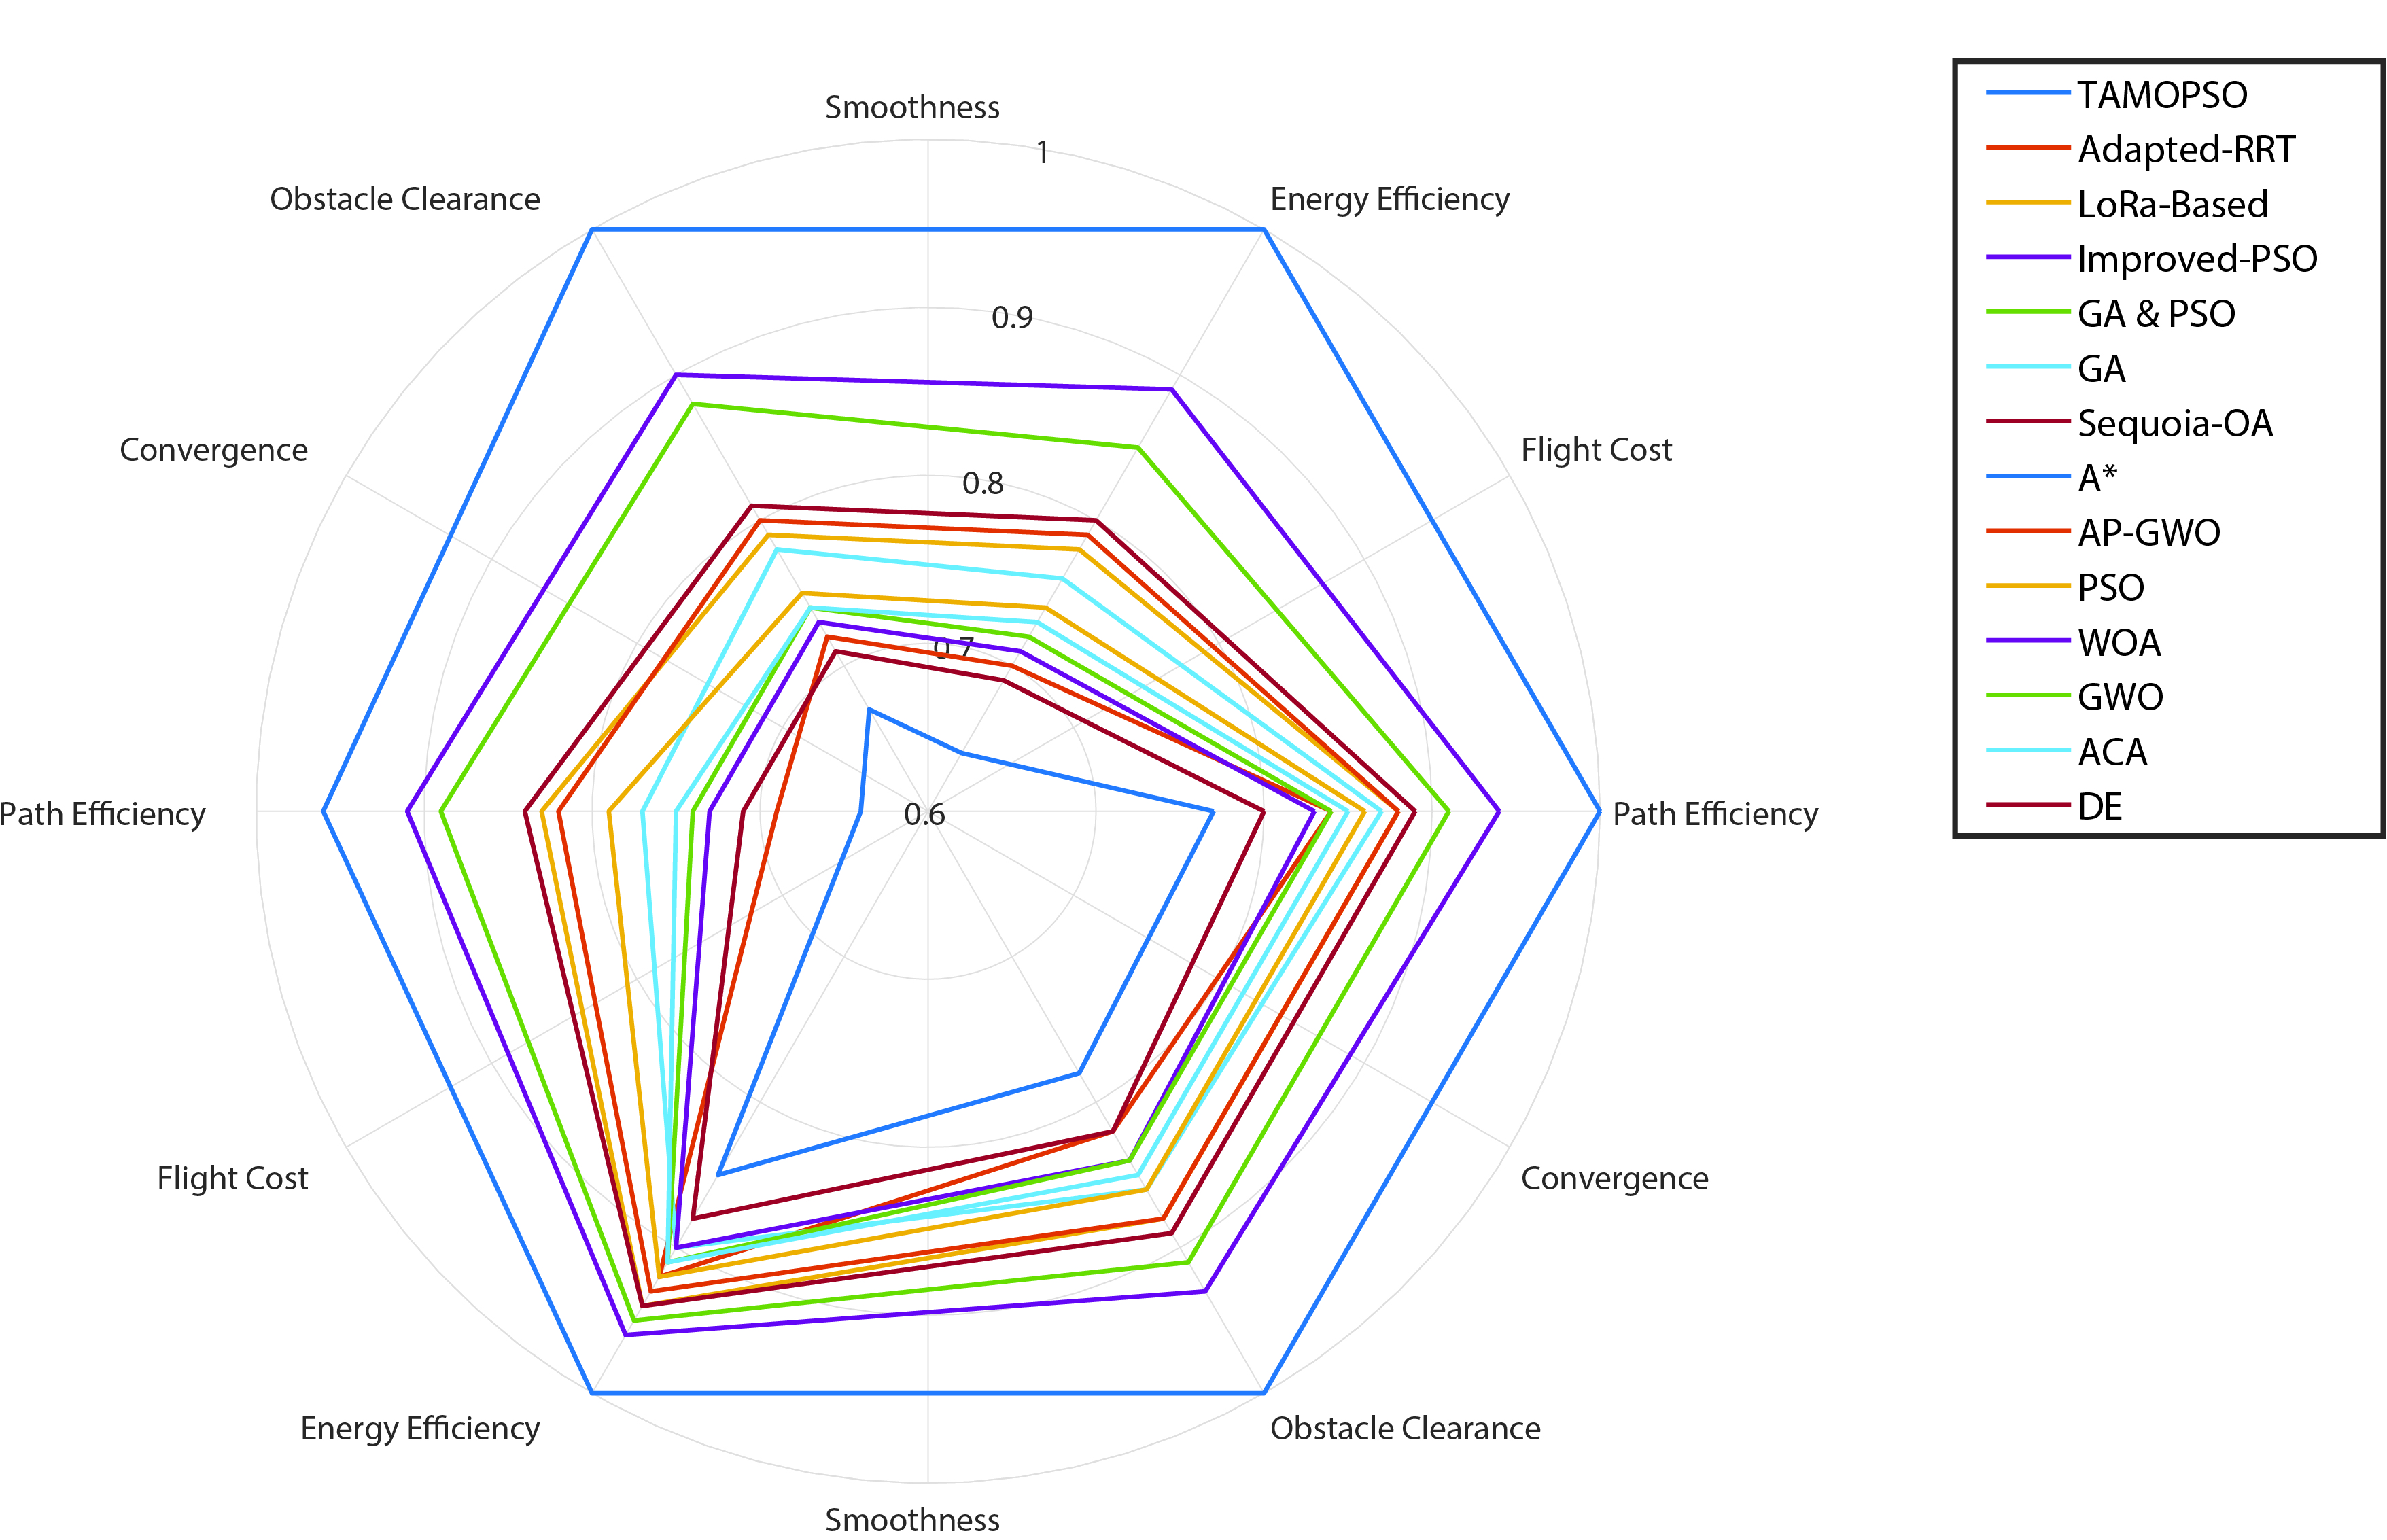 Smoothness
1
Obstacle Clearance
Energy Efficiency
0.9
Convergence
Flight Cost
0.8
0.7
Path Efficiency
0.6
Path Efficiency
Flight Cost
Convergence
Energy Efficiency
Obstacle Clearance
Smoothness
TAMOPSO
Adapted-RRT
LoRa-Based
Improved-PSO
GA & PSO
GA
Sequoia-OA
A*
AP-GWO
PSO
WOA
GWO
ACA
DE